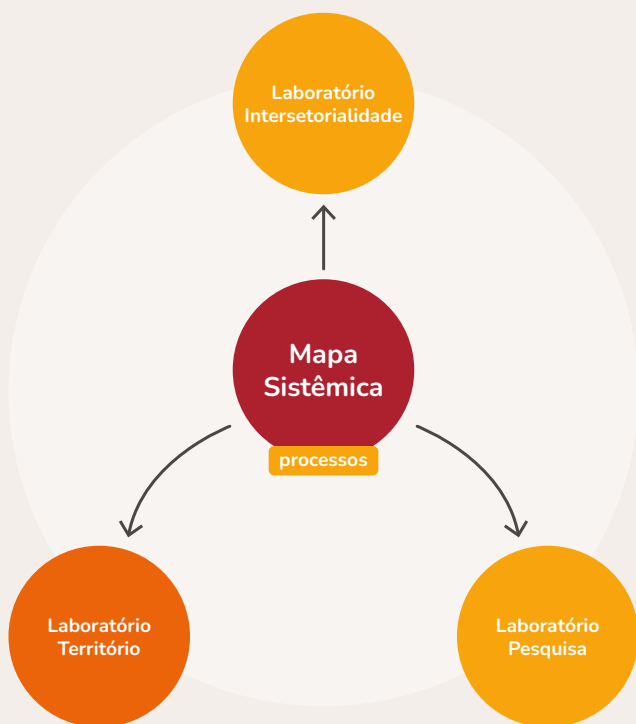 Laboratório
Intersetorialidade
Mapa
Sistêmica
processos
Laboratório
Território
Laboratório
Pesquisa